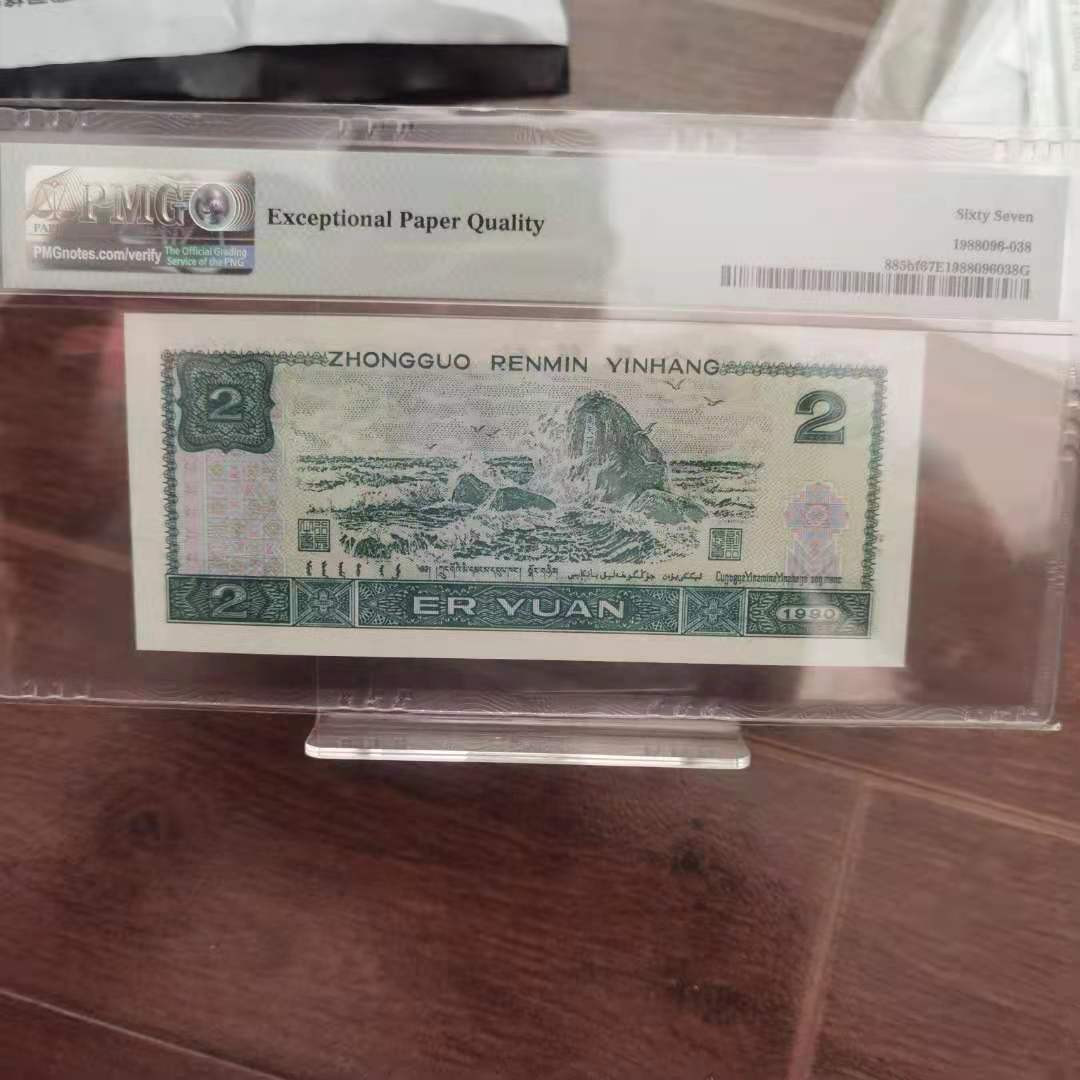 PMG
PMGnotes.com/verify
The Official Grading
Service of the PNG
Exceptional Paper Quality
Sixty Seven
1988096-038
885bf67E1988096038G
ZHONGGUO RENMIN YINHANG
2
2
2
ER YUAN
1990